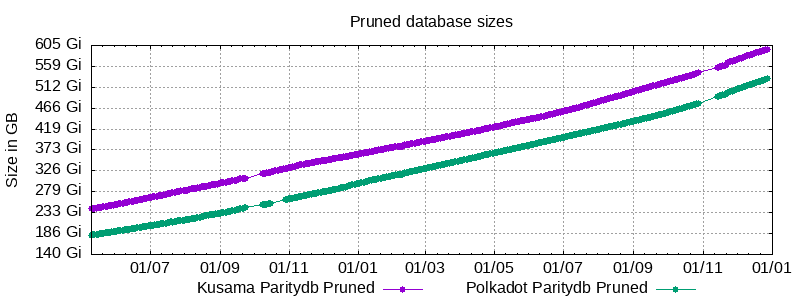 Pruned database sizes
605 Gi
559 Gi
512 Gi
466 Gi
419 Gi
373 Gi
326 Gi
279 Gi
233 Gi
186 Gi
140 Gi
Size in GB
01/07 01/09 01/11 01/01 01/03 01/05 01/07 01/09 01/11 01/01
Kusama Paritydb Pruned Polkadot Paritydb Pruned